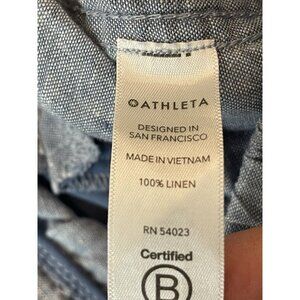 ATHLETA
DESIGNED IN
SAN FRANCISCO
MADE IN VIETNAM
100% LINEN
RN 54023
Certified
B